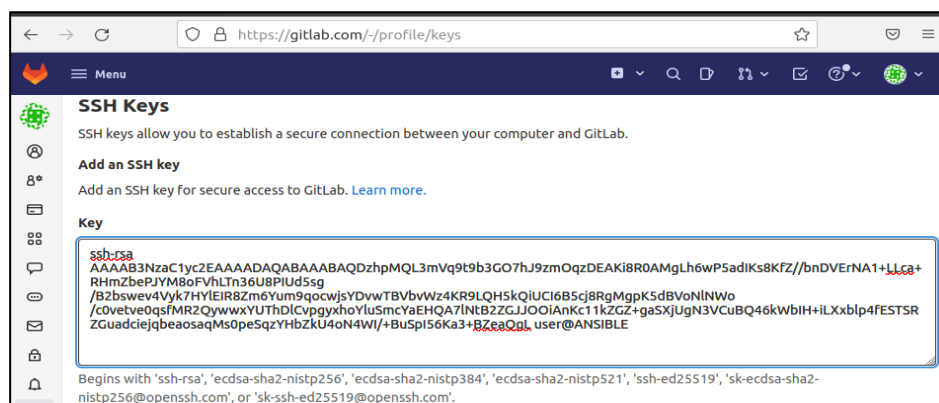 https://gitlab.com/-/profile/keys
Menu
SSH Keys
SSH keys allow you to establish a secure connection between your computer and GitLab.
Add an SSH key
Add an SSH key for secure access to GitLab. Learn more.
Key
ssh-rsa
AAAAB3NzaC1yc2EAAAADAQABAAABAQDzhpMQL3mVq9t9b3GO7hJ9zmOqzDEAKi8R0AMgLh6wP5adIKs8KfZ//bnDVErNA1+LLca+
RHmZbePJYM8oFVhLTn36U8PIUd5sg
/B2bswev4Vyk7HYlEIR8Zm6Yum9qocwjsYDvwTBVbvWz4KR9LQH5kQiUCI6B5cj8RgMgpK5dBVoNlNWo
/c0vetve0qsfMR2QywwxYUThDlCvpgyxhoYluSmcYaEHQA7lNtB2ZGJJOOiAnKc11kZGZ+gaSXjUgN3VCuBQ46kWbIH+iLXxblp4fESTSR
ZGuadciejqbeaosaqMs0peSqzYHbZkU4oN4WI/+BuSpI56Ka3+BZeaQgL user@ANSIBLE
Begins with 'ssh-rsa', 'ecdsa-sha2-nistp256', 'ecdsa-sha2-nistp384', 'ecdsa-sha2-nistp521', 'ssh-ed25519', 'sk-ecdsa-sha2-
nistp256@openssh.com', or 'sk-ssh-ed25519@openssh.com'.